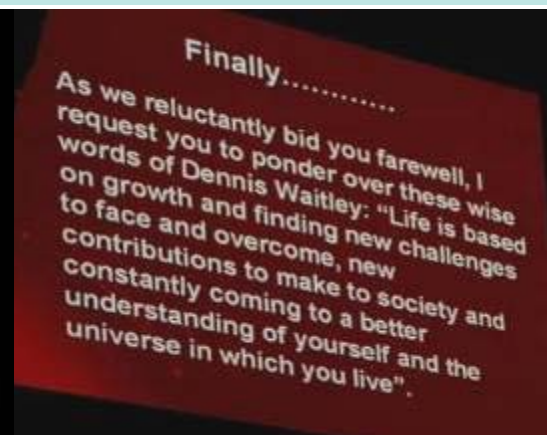 Finally............
As we reluctantly bid you farewell, I
request you to ponder over these wise
words of Dennis Waitley: “Life is based
on growth and finding new challenges
to face and overcome, new
contributions to make to society and
constantly coming to a better
understanding of yourself and the
universe in which you live”.